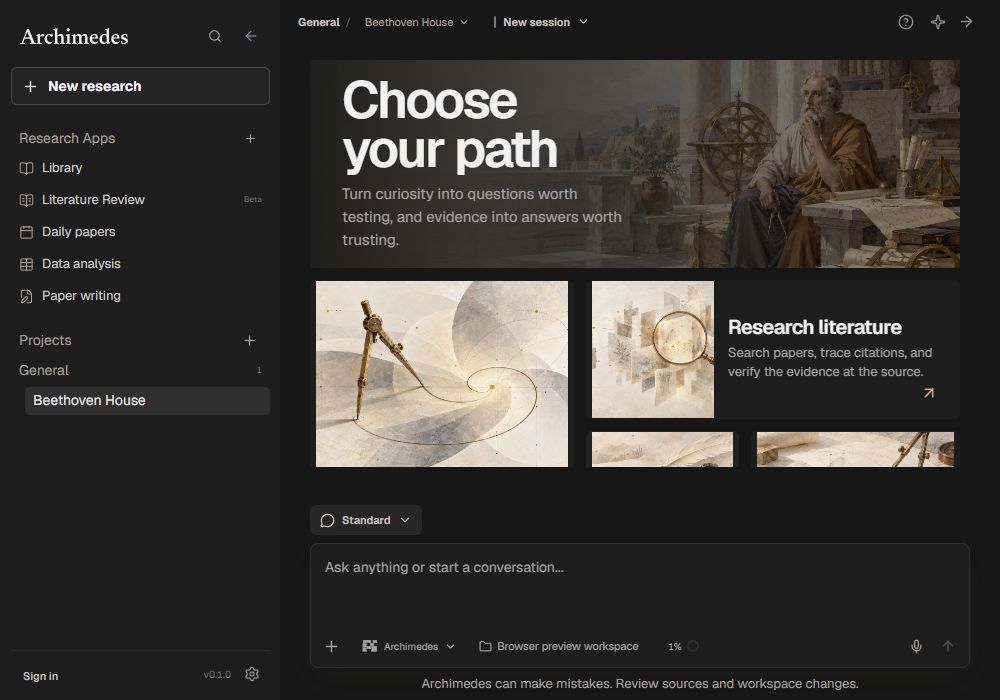 Archimedes
New research
Research Apps
Library
Literature Review
Beta
Daily papers
Data analysis
Paper writing
Projects
General
1
Beethoven House
Sign in
v0.1.0
General / Beethoven House | New session
Choose
your path
Turn curiosity into questions worth
testing, and evidence into answers worth
trusting.
Research literature
Search papers, trace citations, and
verify the evidence at the source.
Standard
Ask anything or start a conversation...
Archimedes
Browser preview workspace
1%
Archimedes can make mistakes. Review sources and workspace changes.